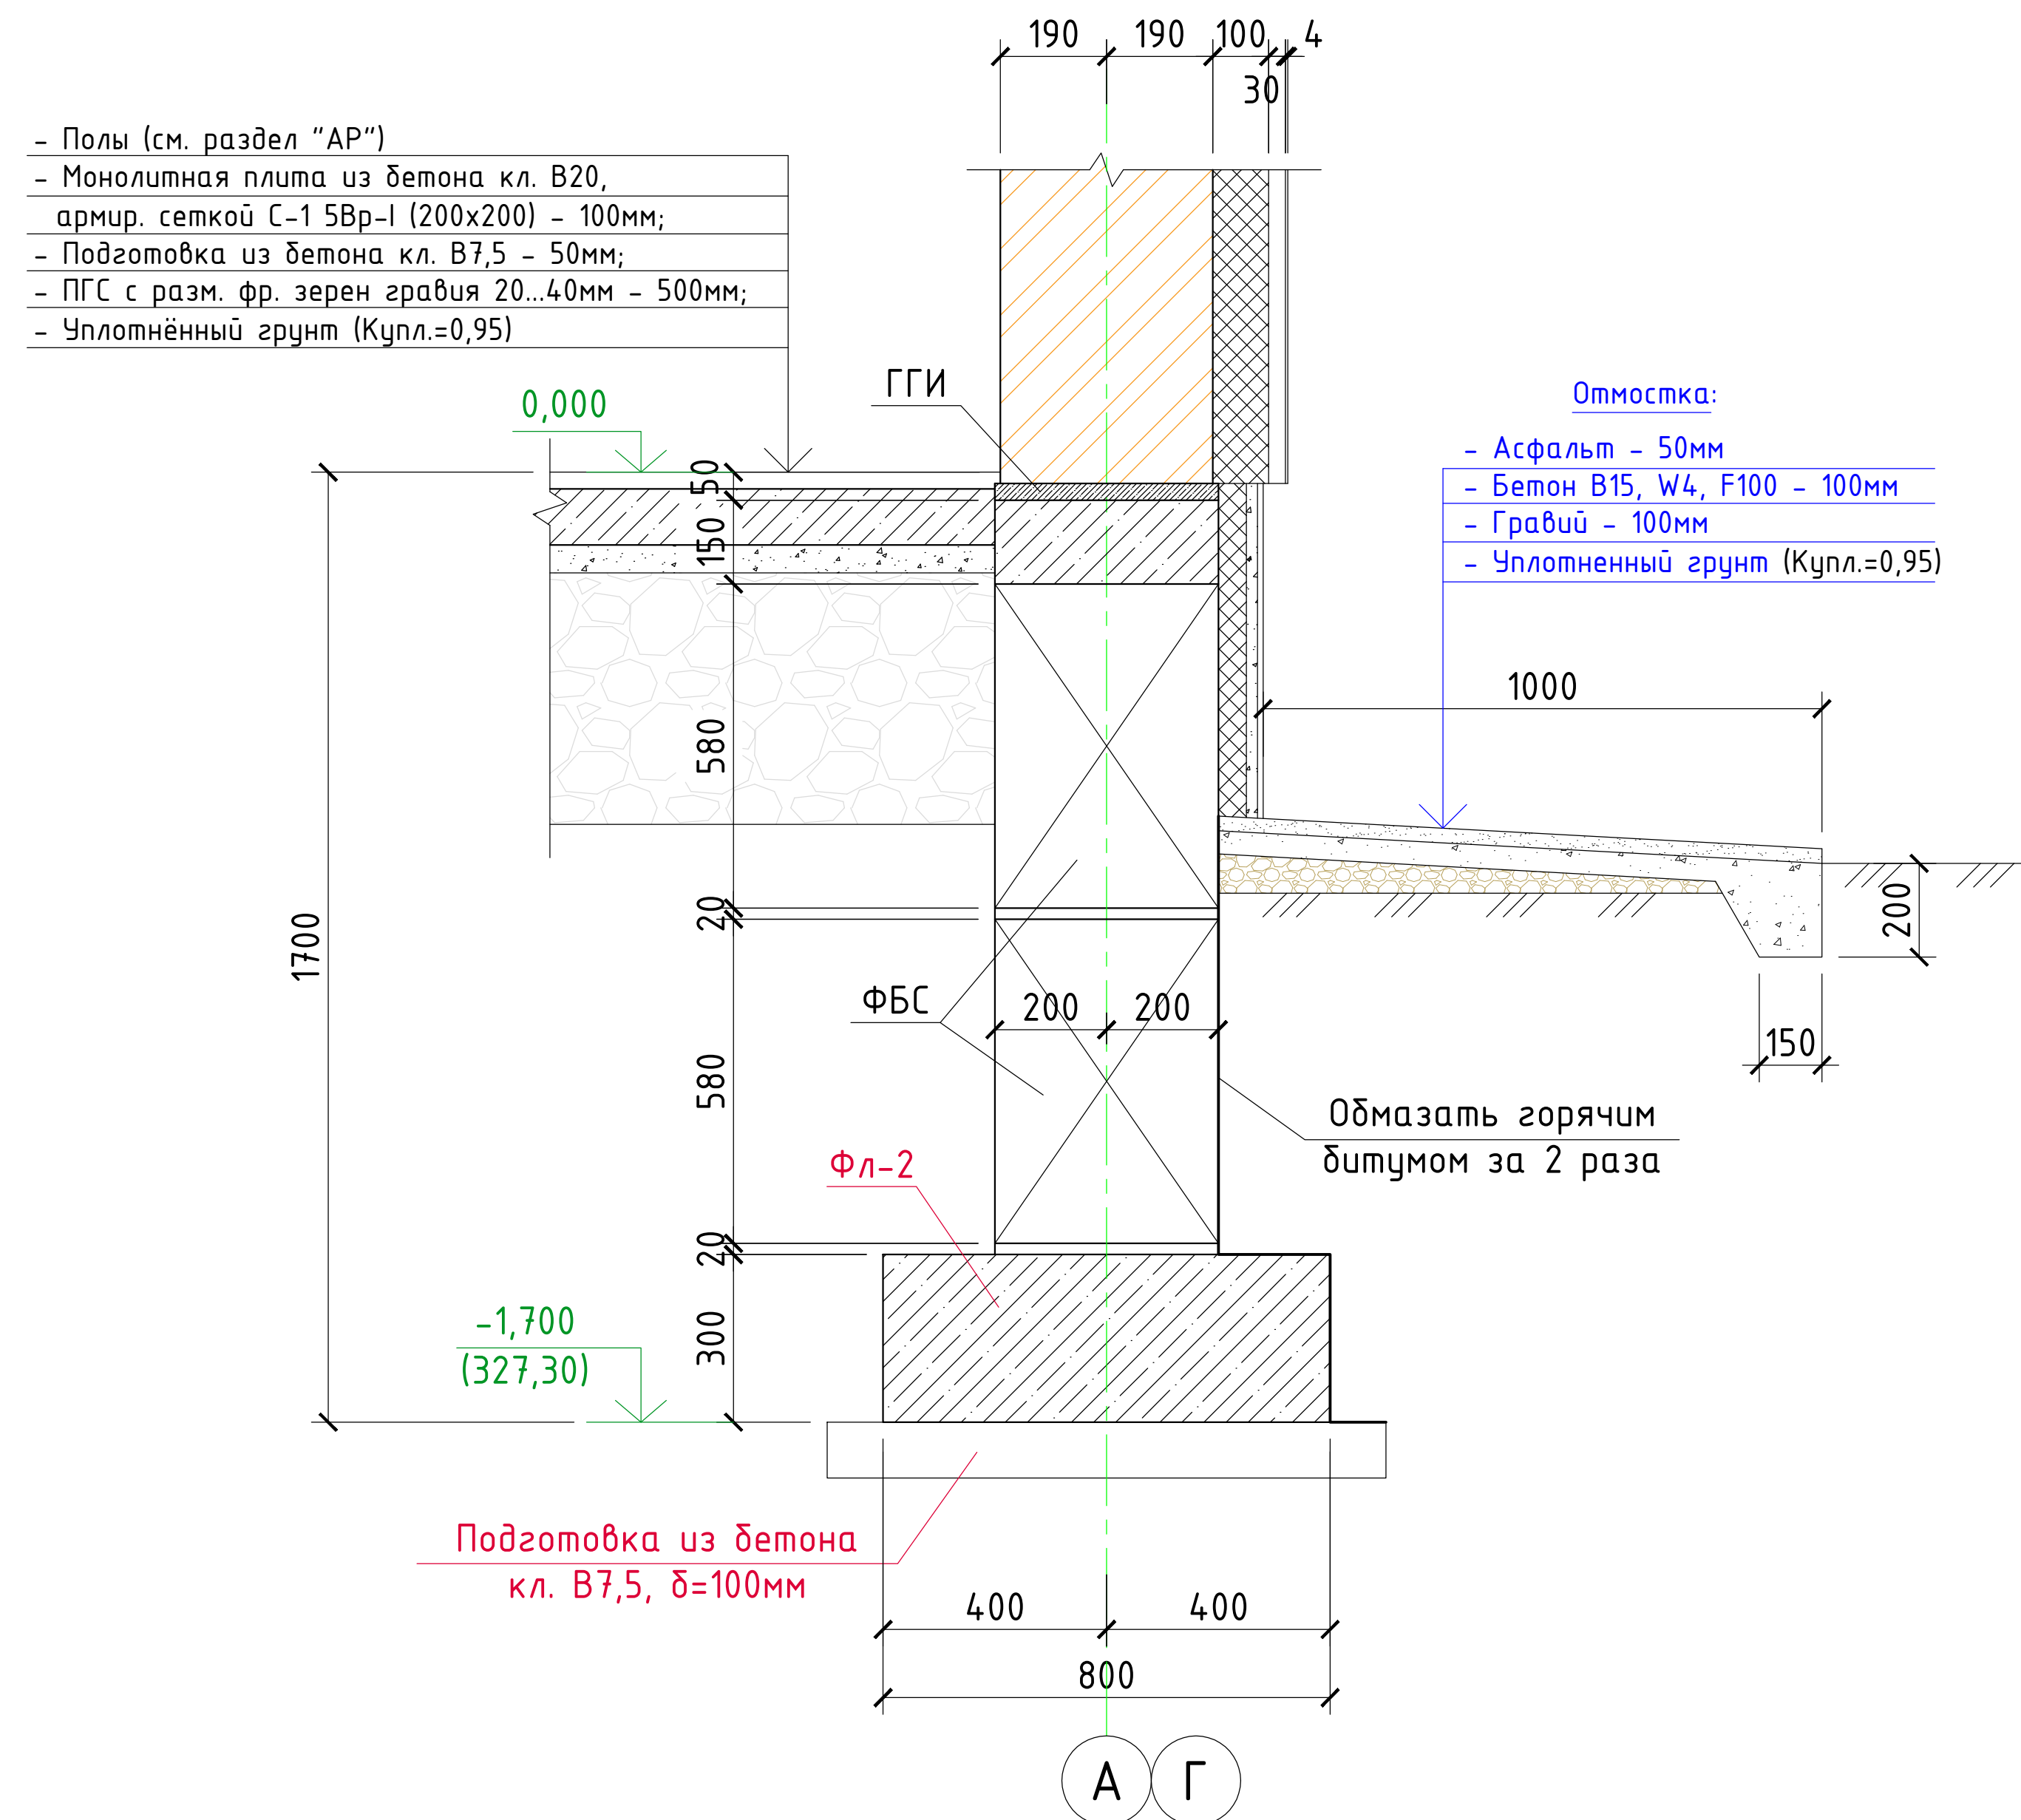 190 190 100 4
30
- Полы (см. раздел "АР")
- Монолитная плита из бетона кл. В20,
армир. сеткой С-1 5Вр-I (200х200) - 100мм;
- Подготовка из бетона кл. В7,5 - 50мм;
- ПГС с разм. фр. зерен гравия 20...40мм - 500мм;
- Уплотнённый грунт (Купл.=0,95)
ГГИ
0,000
Отмостка:
- Асфальт - 50мм
- Бетон В15, W4, F100 - 100мм
- Гравий - 100мм
- Уплотненный грунт (Купл.=0,95)
50
150
580
20
580
20
300
1700
1000
200
150
ФБС
200 200
Обмазать горячим
битумом за 2 раза
Фл-2
-1,700
(327,30)
Подготовка из бетона
кл. В7,5, δ=100мм
400 400
800
А Г